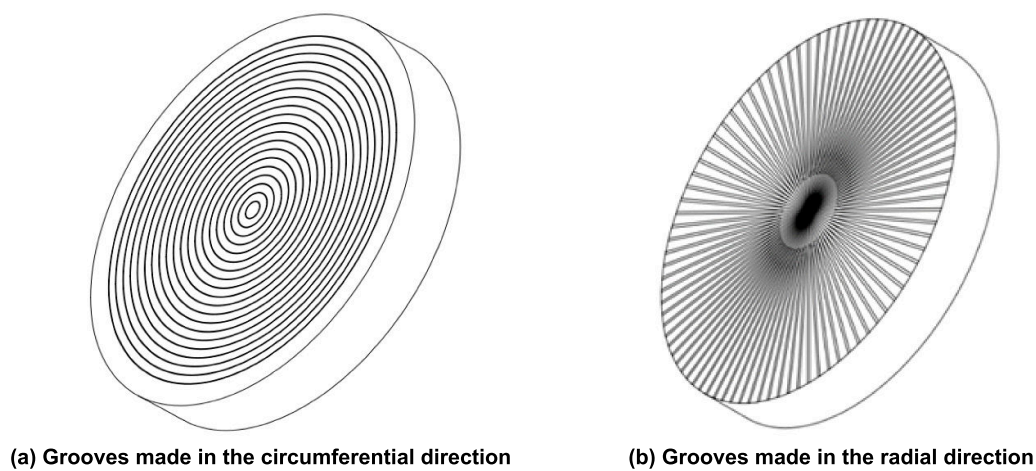 (a) Grooves made in the circumferential direction
(b) Grooves made in the radial direction